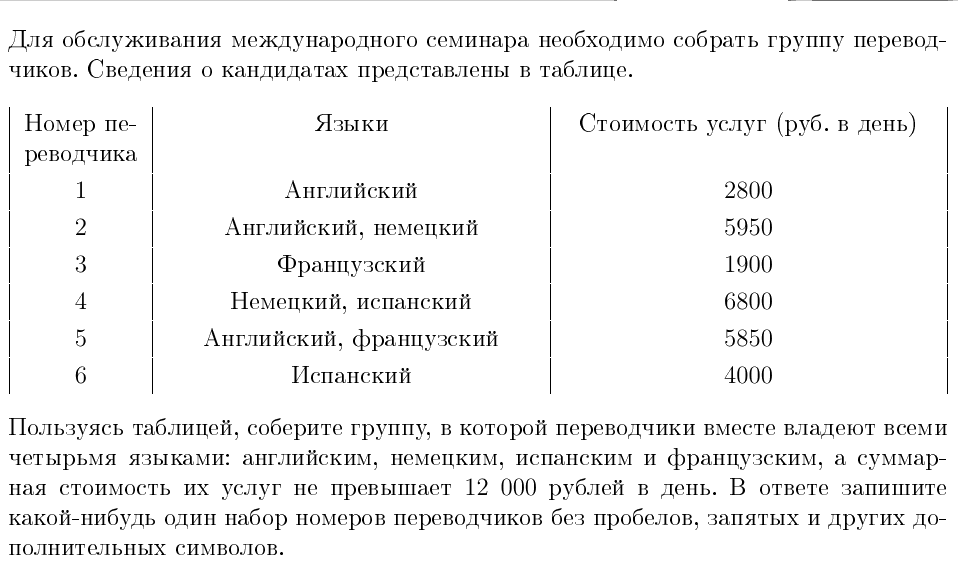 Для обслуживания международного семинара необходимо собрать группу перевод-
чиков. Сведения о кандидатах представлены в таблице.
Номер пе- Языки Стоимость услуг (руб. в день)
реводчика
1 Английский 2800
2 Английский, немецкий 5950
3 Французский 1900
4 Немецкий, испанский 6800
5 Английский, французский 5850
6 Испанский 4000
Пользуясь таблицей, соберите группу, в которой переводчики вместе владеют всеми
четырьмя языками: английским, немецким, испанским и французским, а суммар-
ная стоимость их услуг не превышает 12 000 рублей в день. В ответе запишите
какой-нибудь один набор номеров переводчиков без пробелов, запятых и других до-
полнительных символов.